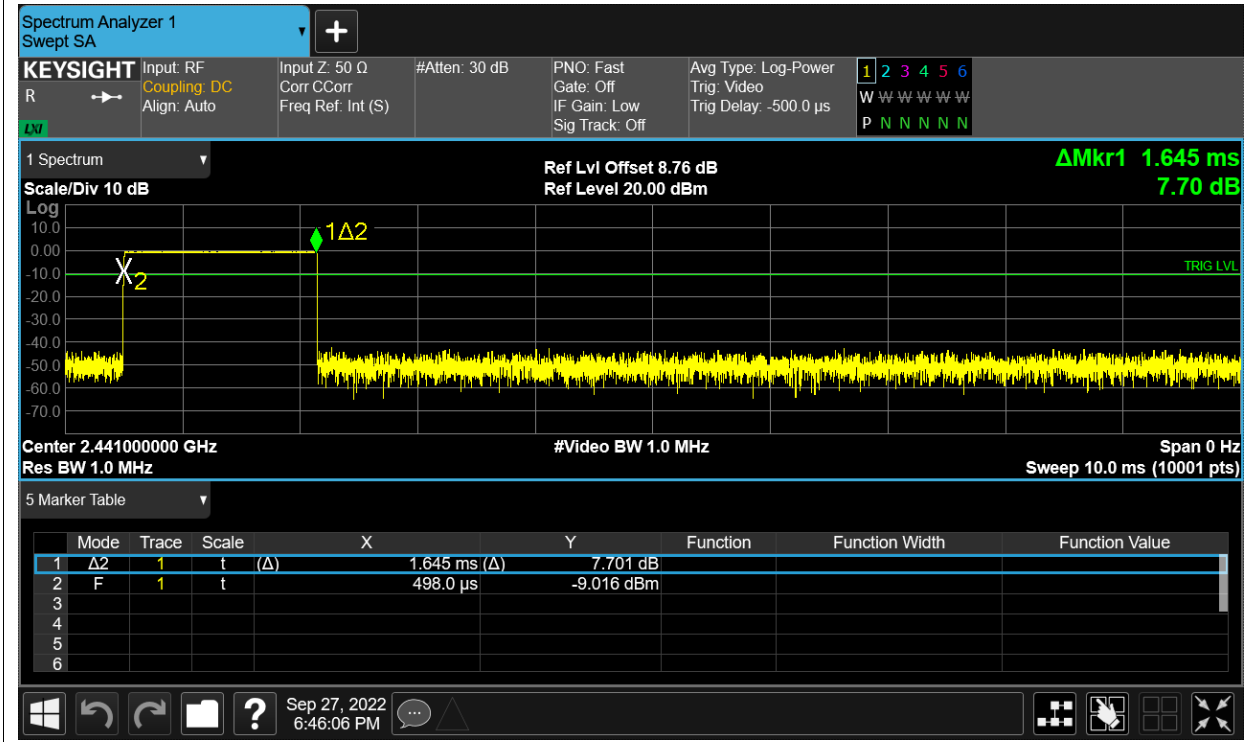 Spectrum Analyzer 1
Swept SA
KEYSIGHT
R
LXI
Input: RF
Coupling: DC
Align: Auto
Input Z: 50 Ω
Corr CCorr
Freq Ref: Int (S)
#Atten: 30 dB
PNO: Fast
Gate: Off
IF Gain: Low
Sig Track: Off
Avg Type: Log-Power
Trig: Video
Trig Delay: -500.0 µs
1 2 3 4 5 6
W W W W W W
P N N N N N
1 Spectrum
Scale/Div 10 dB
Ref Lvl Offset 8.76 dB
Ref Level 20.00 dBm
ΔMkr1 1.645 ms
7.70 dB
Log
10.0
0.00
-10.0
-20.0
-30.0
-40.0
-50.0
-60.0
-70.0
1Δ2
X2
TRIG LVL
Center 2.441000000 GHz
Res BW 1.0 MHz
#Video BW 1.0 MHz
Span 0 Hz
Sweep 10.0 ms (10001 pts)
5 Marker Table
Mode Trace Scale X Y Function Function Width Function Value
1 Δ2 1 t (Δ) 1.645 ms (Δ) 7.701 dB
2 F 1 t 498.0 µs -9.016 dBm
3
4
5
6
?
Sep 27, 2022
6:46:06 PM